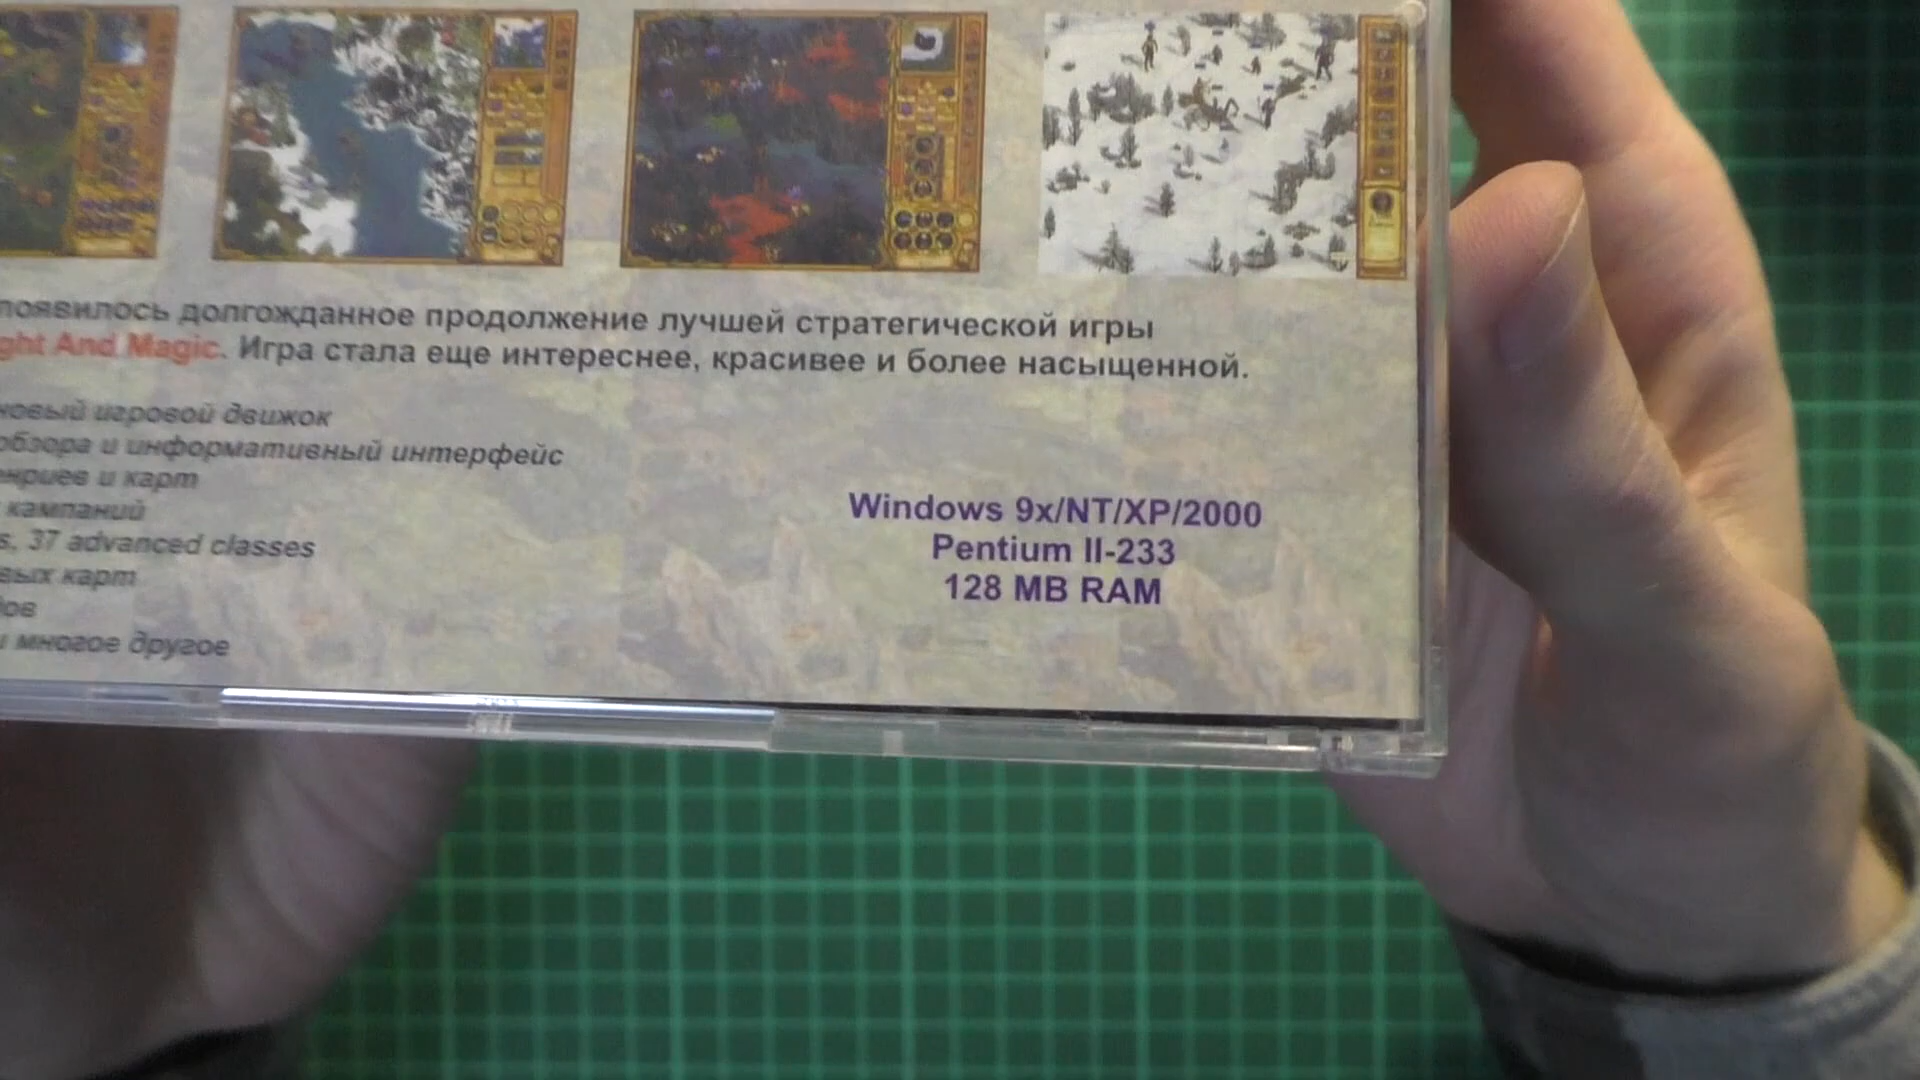 появилось долгожданное продолжение лучшей стратегической игры
ght And Magic. Игра стала еще интереснее, красивее и более насыщенной.
новый игровой движок
обзора и информативный интерфейс
енриев и карт
кампаний
s, 37 advanced classes
вых карт
ов
и многое другое
Windows 9x/NT/XP/2000
Pentium II-233
128 MB RAM